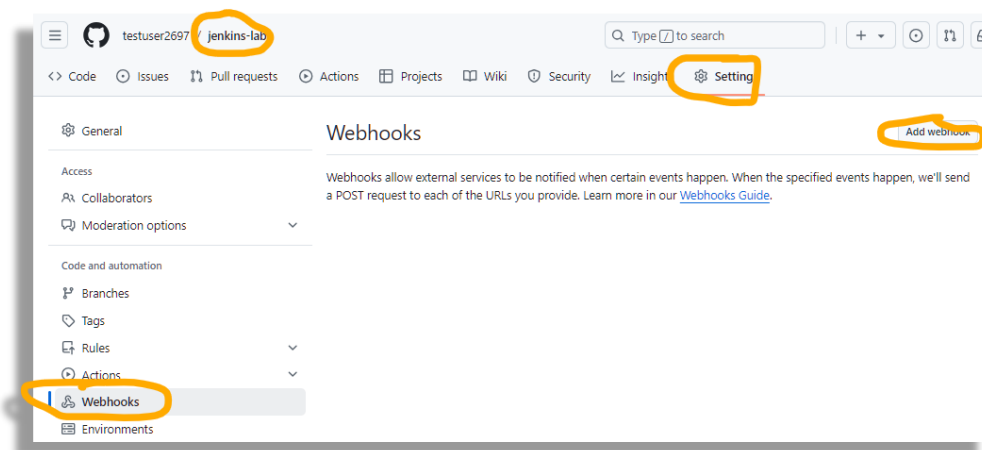 testuser2697 / jenkins-lab
Type / to search
Code Issues Pull requests Actions Projects Wiki Security Insight Setting
General
Access
Collaborators
Moderation options
Code and automation
Branches
Tags
Rules
Actions
Webhooks
Environments
Webhooks
Add webhook
Webhooks allow external services to be notified when certain events happen. When the specified events happen, we'll send
a POST request to each of the URLs you provide. Learn more in our Webhooks Guide.